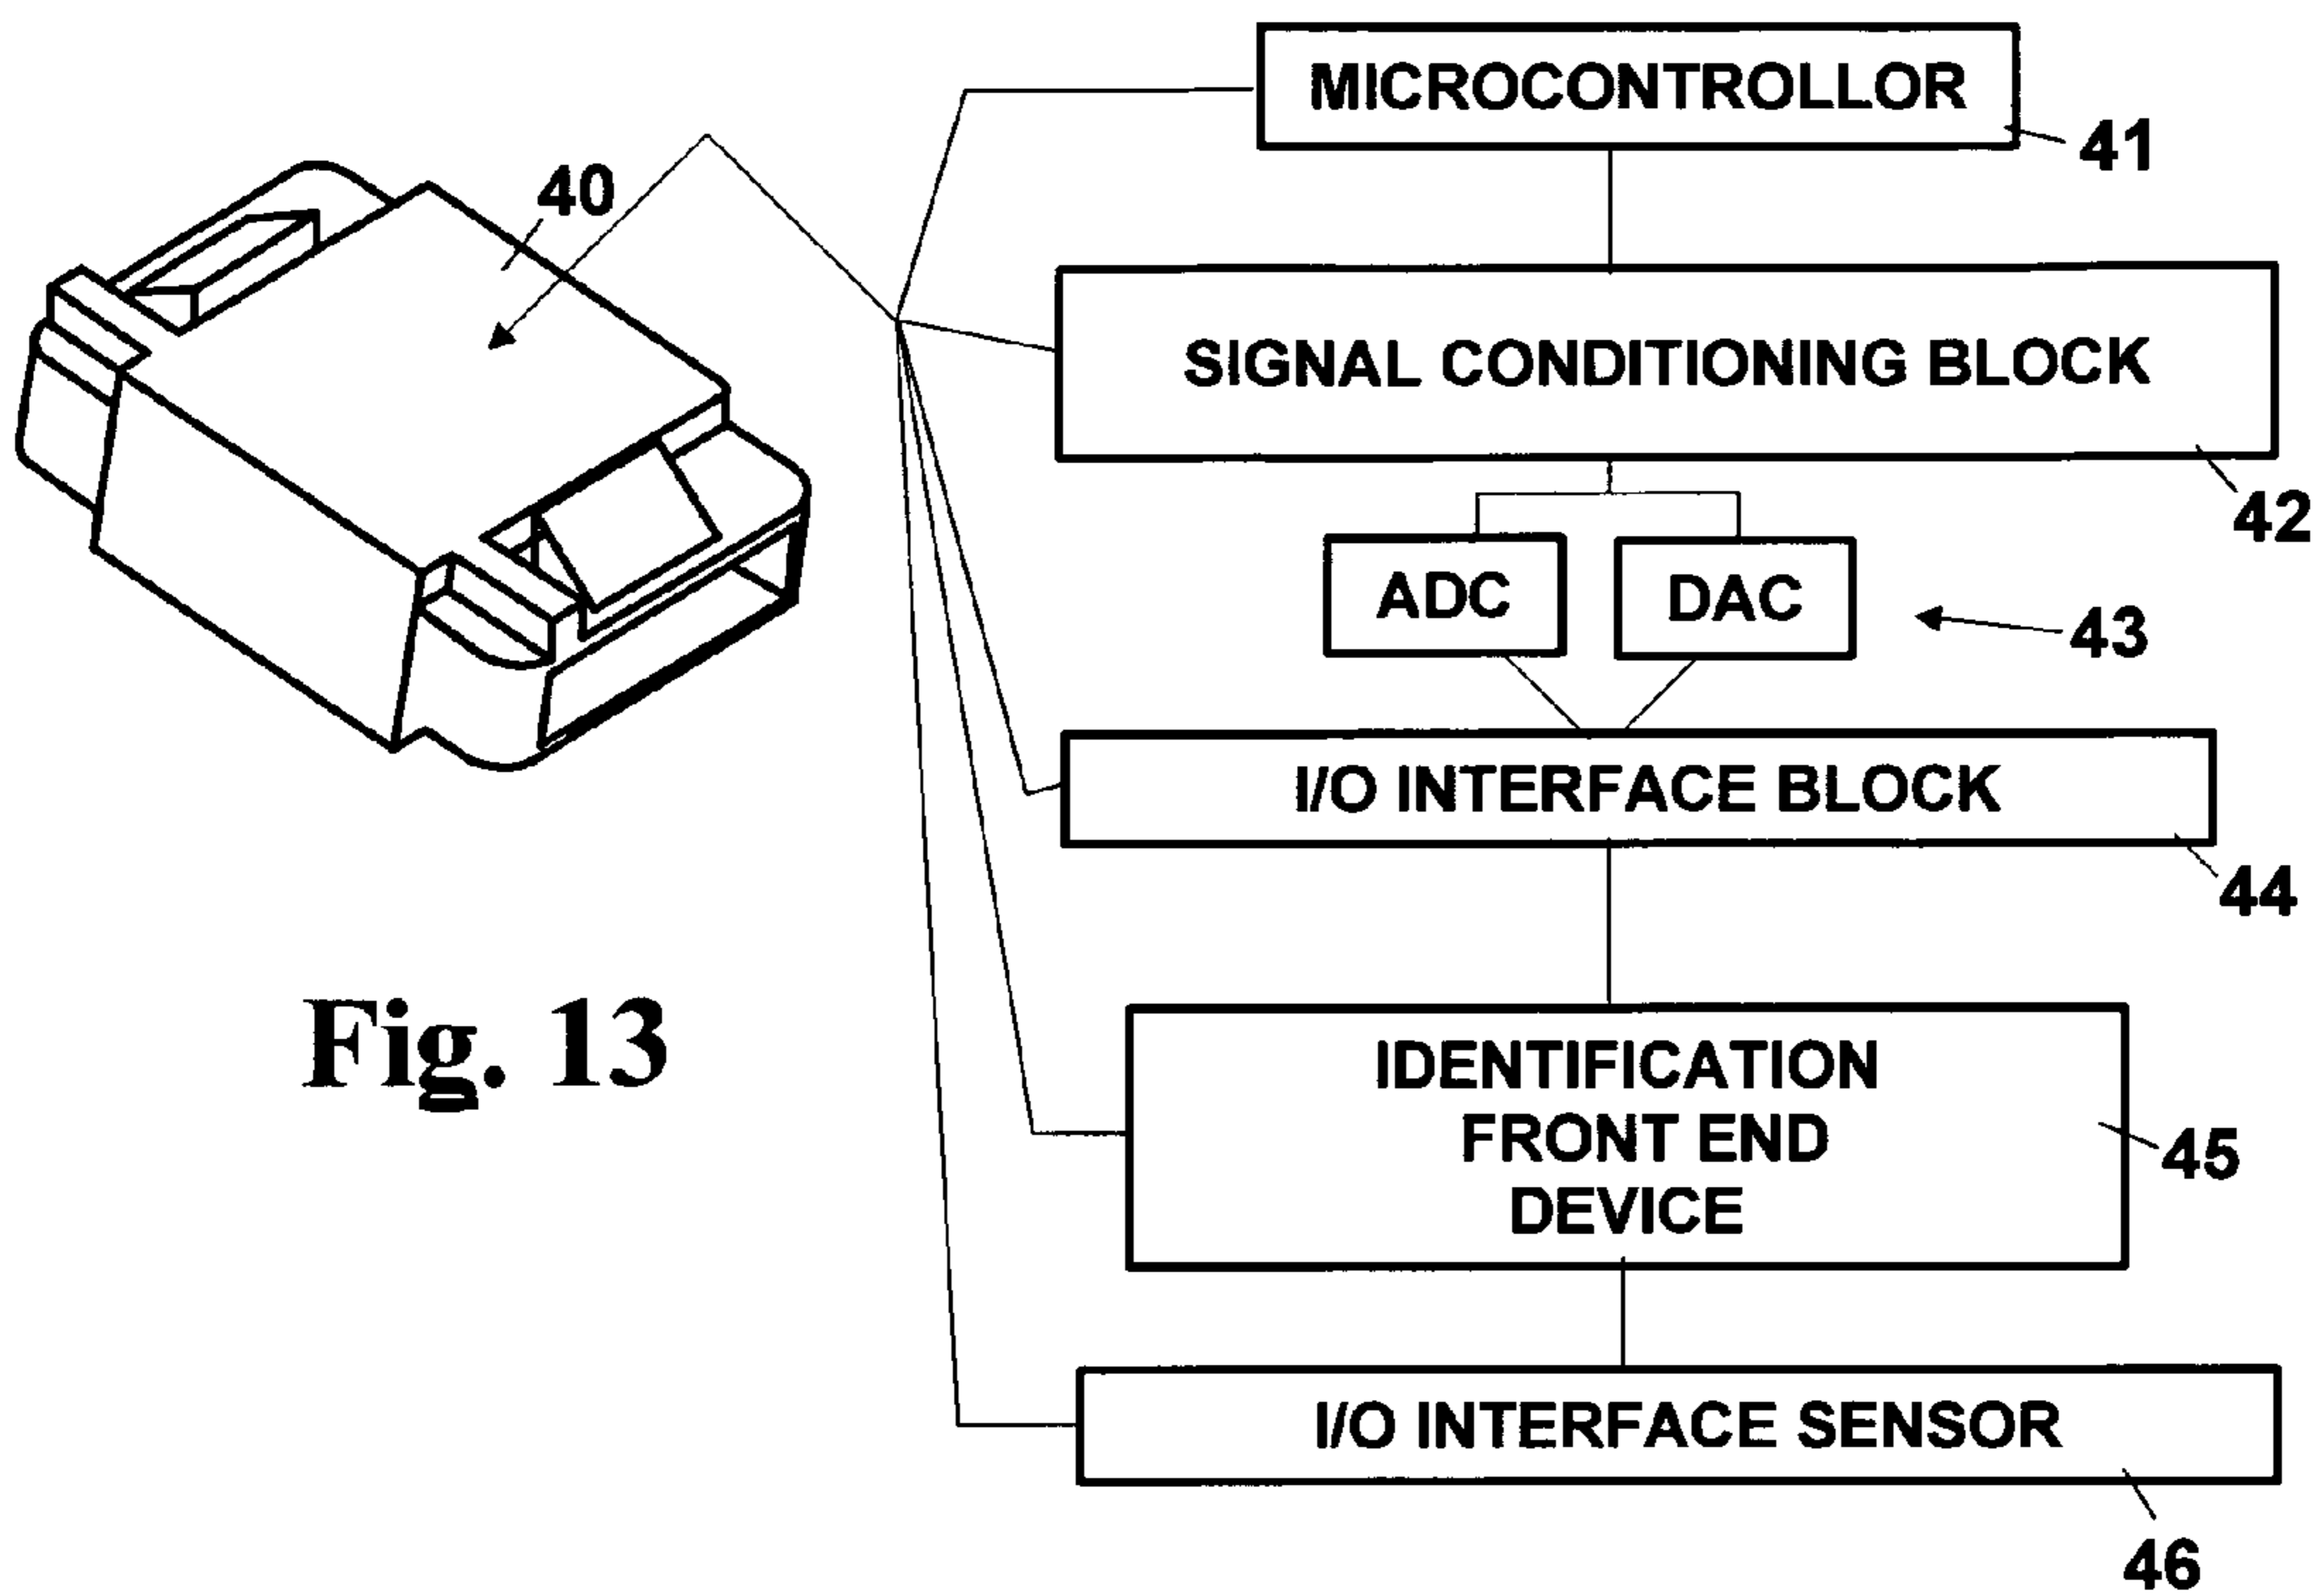 MICROCONTROLLOR
41
40
SIGNAL CONDITIONING BLOCK
42
ADC
DAC
43
I/O INTERFACE BLOCK
44
Fig. 13
IDENTIFICATION
FRONT END
DEVICE
45
I/O INTERFACE SENSOR
46